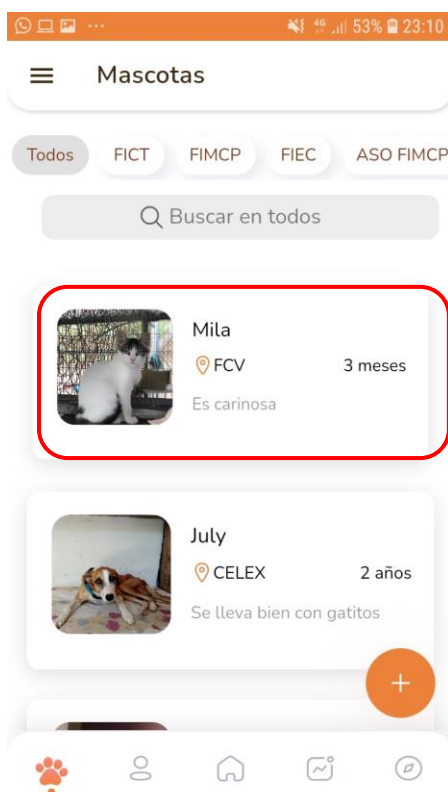 4G 53% 23:10
Mascotas
Todos FICT FIMCP FIEC ASO FIMCP
Buscar en todos
Mila
FCV 3 meses
Es carinosa
July
CELEX 2 años
Se lleva bien con gatitos
+